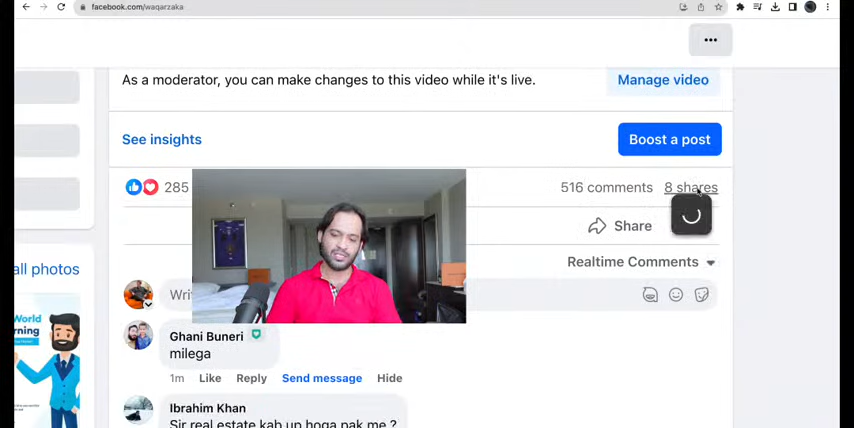 facebook.com/waqarzaka
As a moderator, you can make changes to this video while it's live.
Manage video
See insights
Boost a post
285
516 comments
8 shares
Share
Realtime Comments
Wri
all photos
World
rning
Ghani Buneri
milega
1m Like Reply Send message Hide
Ibrahim Khan
Sir real estate kab up hoga pak me ?